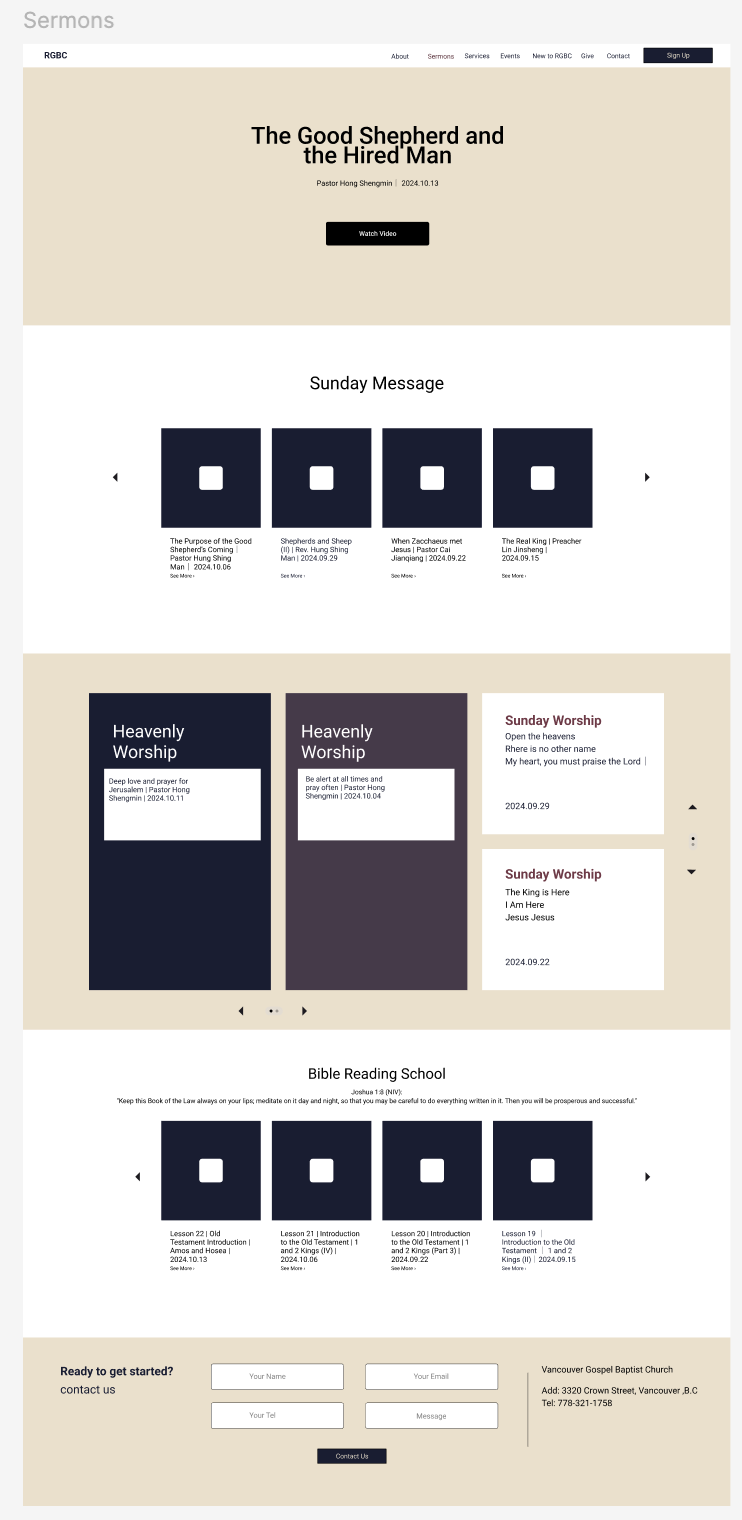 Sermons
RGBC
About
Sermons
Services
Events
New to RGBC
Give
Contact
Sign Up
The Good Shepherd and
the Hired Man
Pastor Hong Shengmin｜2024.10.13
Watch Video
Sunday Message
The Purpose of the Good
Shepherd's Coming｜
Pastor Hung Shing
Man｜ 2024.10.06
See More ›
Shepherds and Sheep
(II) | Rev. Hung Shing
Man | 2024.09.29
See More ›
When Zacchaeus met
Jesus | Pastor Cai
Jianqiang | 2024.09.22
See More ›
The Real King | Preacher
Lin Jinsheng |
2024.09.15
See More ›
Heavenly
Worship
Deep love and prayer for
Jerusalem | Pastor Hong
Shengmin | 2024.10.11
Heavenly
Worship
Be alert at all times and
pray often | Pastor Hong
Shengmin | 2024.10.04
Sunday Worship
Open the heavens
Rhere is no other name
My heart, you must praise the Lord｜
2024.09.29
Sunday Worship
The King is Here
I Am Here
Jesus Jesus
2024.09.22
Bible Reading School
Joshua 1:8 (NIV):
"Keep this Book of the Law always on your lips; meditate on it day and night, so that you may be careful to do everything written in it. Then you will be prosperous and successful."
Lesson 22 | Old
Testament Introduction |
Amos and Hosea |
2024.10.13
See More ›
Lesson 21 | Introduction
to the Old Testament | 1
and 2 Kings (IV) |
2024.10.06
See More ›
Lesson 20 | Introduction
to the Old Testament | 1
and 2 Kings (Part 3) |
2024.09.22
See More ›
Lesson 19 ｜
Introduction to the Old
Testament ｜ 1 and 2
Kings (II)｜2024.09.15
See More ›
Ready to get started?
contact us
Your Name
Your Email
Your Tel
Message
Contact Us
Vancouver Gospel Baptist Church
Add: 3320 Crown Street, Vancouver ,B.C
Tel: 778-321-1758